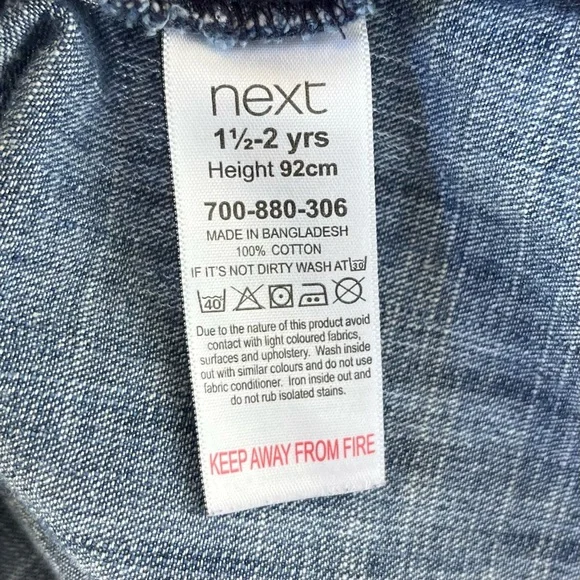 next
1½-2 yrs
Height 92cm
700-880-306
MADE IN BANGLADESH
100% COTTON
IF IT'S NOT DIRTY WASH AT 30
40
Due to the nature of this product avoid
contact with light coloured fabrics,
surfaces and upholstery. Wash inside
out with similar colours and do not use
fabric conditioner. Iron inside out and
do not rub isolated stains.
KEEP AWAY FROM FIRE